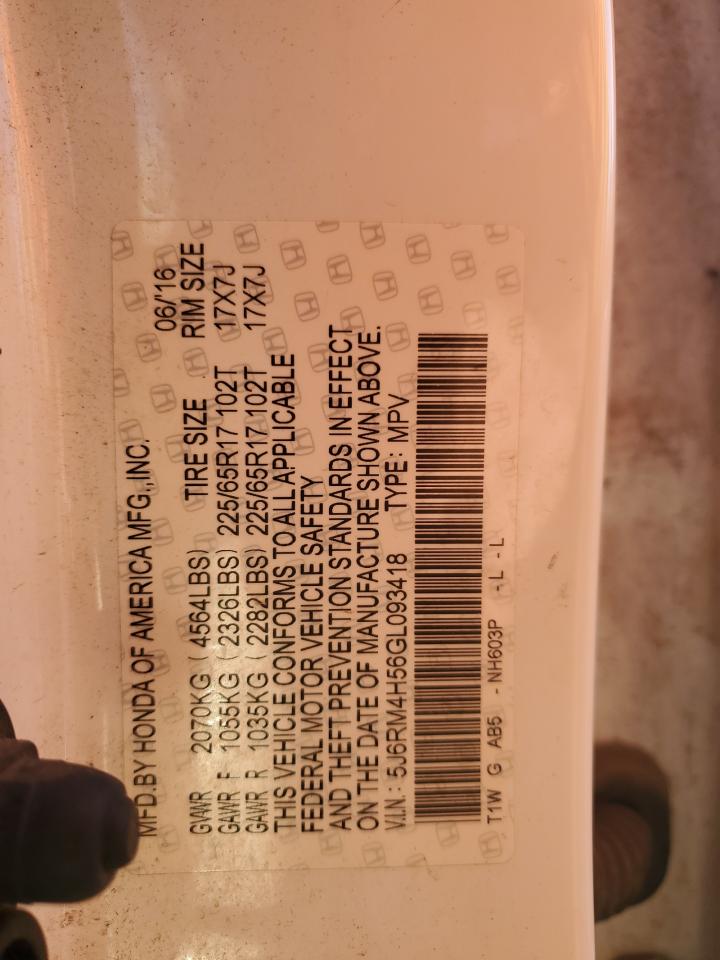 MFD.BY HONDA OF AMERICA MFG.,INC.
06/'16
GVWR 2070KG ( 4564LBS) TIRE SIZE RIM SIZE
GAWR F 1055KG ( 2326LBS) 225/65R17 102T 17X7J
GAWR R 1035KG ( 2282LBS) 225/65R17 102T 17X7J
THIS VEHICLE CONFORMS TO ALL APPLICABLE
FEDERAL MOTOR VEHICLE SAFETY
AND THEFT PREVENTION STANDARDS IN EFFECT
ON THE DATE OF MANUFACTURE SHOWN ABOVE.
V.I.N.: 5J6RM4H56GL093418 TYPE: MPV
T1W G AB5 - NH603P - L - L